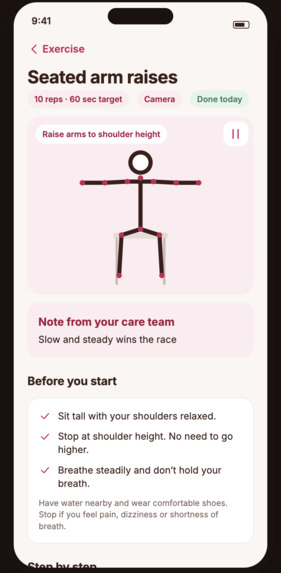 9:41
Exercise
Seated arm raises
10 reps · 60 sec target
Camera
Done today
Raise arms to shoulder height
Note from your care team
Slow and steady wins the race
Before you start
Sit tall with your shoulders relaxed.
Stop at shoulder height. No need to go
higher.
Breathe steadily and don’t hold your
breath.
Have water nearby and wear comfortable shoes.
Stop if you feel pain, dizziness or shortness of
breath.
Step by step